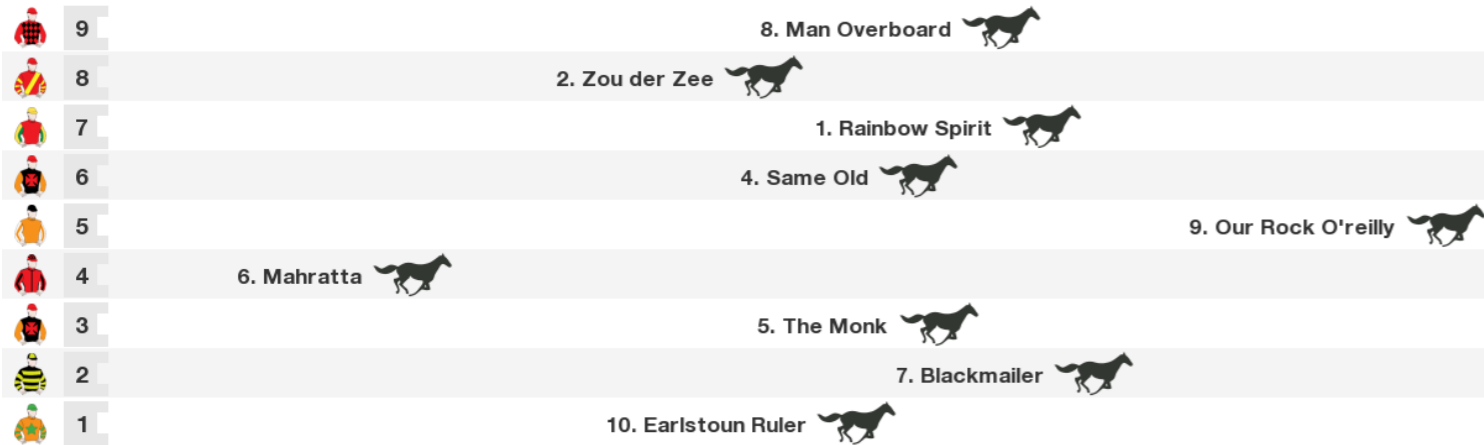 9 8. Man Overboard
8 2. Zou der Zee
7 1. Rainbow Spirit
6 4. Same Old
5 9. Our Rock O'reilly
4 6. Mahratta
3 5. The Monk
2 7. Blackmailer
1 10. Earlstoun Ruler